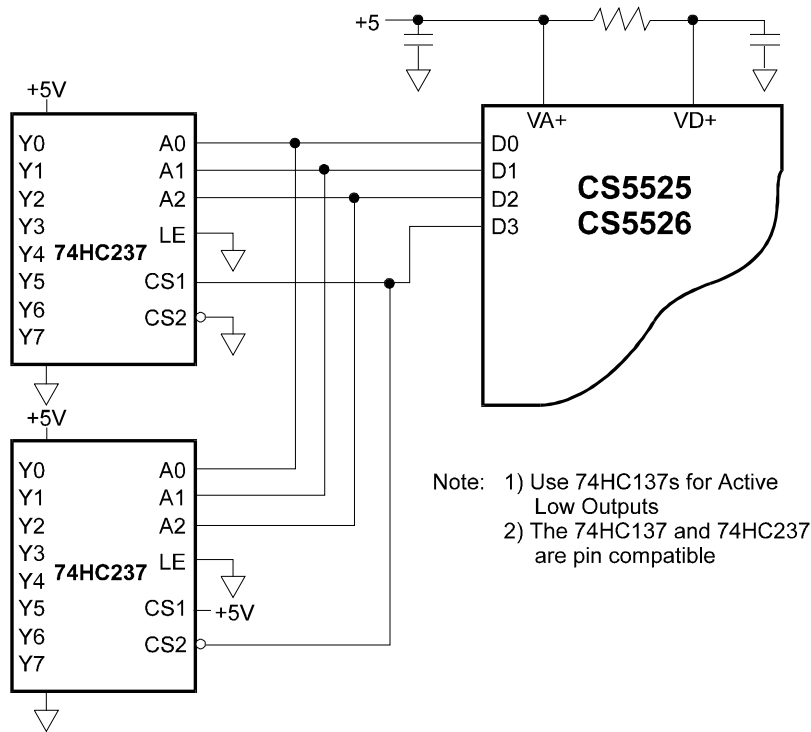 +5
+5V
VA+ VD+
Y0 A0 D0
Y1 A1 D1
Y2 A2 D2
Y3 LE D3
Y4 74HC237
Y5 CS1
Y6 CS2
Y7
CS5525
CS5526
+5V
Y0 A0
Y1 A1
Y2 A2
Y3 LE
Y4 74HC237
Y5 CS1 +5V
Y6 CS2
Y7
Note: 1) Use 74HC137s for Active
Low Outputs
2) The 74HC137 and 74HC237
are pin compatible